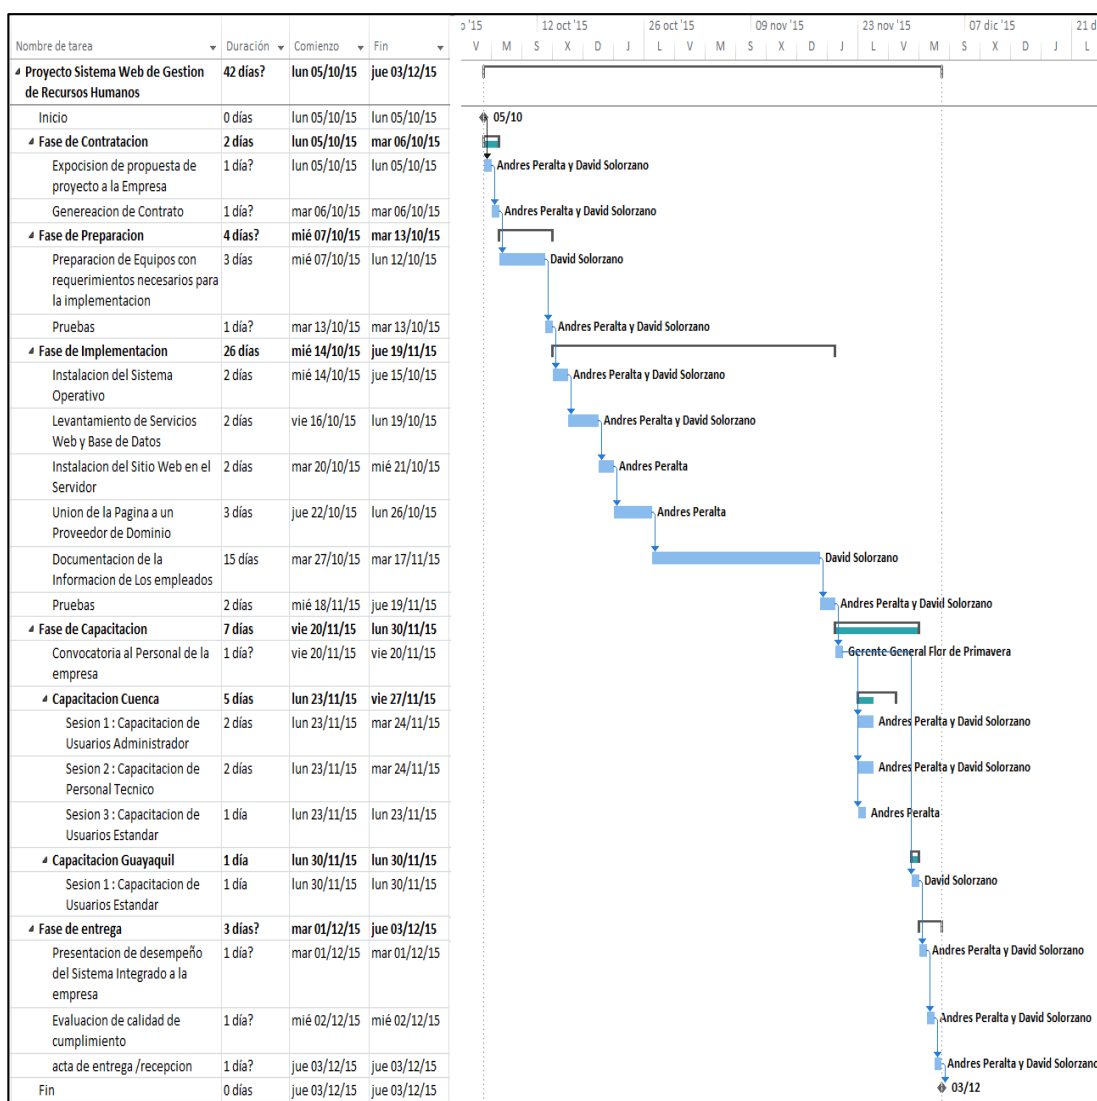 o '15 12 oct '15 26 oct '15 09 nov '15 23 nov '15 07 dic '15 21 d
Nombre de tarea Duración Comienzo Fin V M S X D J L V M S X D J L V M S X D J L
Proyecto Sistema Web de Gestion 42 días? lun 05/10/15 jue 03/12/15
de Recursos Humanos
Inicio 0 días lun 05/10/15 lun 05/10/15 05/10
Fase de Contratacion 2 días lun 05/10/15 mar 06/10/15
Expocision de propuesta de 1 día? lun 05/10/15 lun 05/10/15 Andres Peralta y David Solorzano
proyecto a la Empresa
Genereacion de Contrato 1 día? mar 06/10/15 mar 06/10/15 Andres Peralta y David Solorzano
Fase de Preparacion 4 días? mié 07/10/15 mar 13/10/15
Preparacion de Equipos con 3 días mié 07/10/15 lun 12/10/15 David Solorzano
requerimientos necesarios para
la implementacion
Pruebas 1 día? mar 13/10/15 mar 13/10/15 Andres Peralta y David Solorzano
Fase de Implementacion 26 días mié 14/10/15 jue 19/11/15
Instalacion del Sistema 2 días mié 14/10/15 jue 15/10/15 Andres Peralta y David Solorzano
Operativo
Levantamiento de Servicios 2 días vie 16/10/15 lun 19/10/15 Andres Peralta y David Solorzano
Web y Base de Datos
Instalacion del Sitio Web en el 2 días mar 20/10/15 mié 21/10/15 Andres Peralta
Servidor
Union de la Pagina a un 3 días jue 22/10/15 lun 26/10/15 Andres Peralta
Proveedor de Dominio
Documentacion de la 15 días mar 27/10/15 mar 17/11/15 David Solorzano
Informacion de Los empleados
Pruebas 2 días mié 18/11/15 jue 19/11/15 Andres Peralta y David Solorzano
Fase de Capacitacion 7 días vie 20/11/15 lun 30/11/15
Convocatoria al Personal de la 1 día? vie 20/11/15 vie 20/11/15 Gerente General Flor de Primavera
empresa
Capacitacion Cuenca 5 días lun 23/11/15 vie 27/11/15
Sesion 1 : Capacitacion de 2 días lun 23/11/15 mar 24/11/15 Andres Peralta y David Solorzano
Usuarios Administrador
Sesion 2 : Capacitacion de 2 días lun 23/11/15 mar 24/11/15 Andres Peralta y David Solorzano
Personal Tecnico
Sesion 3 : Capacitacion de 1 día lun 23/11/15 lun 23/11/15 Andres Peralta
Usuarios Estandar
Capacitacion Guayaquil 1 día lun 30/11/15 lun 30/11/15
Sesion 1 : Capacitacion de 1 día lun 30/11/15 lun 30/11/15 David Solorzano
Usuarios Estandar
Fase de entrega 3 días? mar 01/12/15 jue 03/12/15
Presentacion de desempeño 1 día? mar 01/12/15 mar 01/12/15 Andres Peralta y David Solorzano
del Sistema Integrado a la
empresa
Evaluacion de calidad de 1 día? mié 02/12/15 mié 02/12/15 Andres Peralta y David Solorzano
cumplimiento
acta de entrega /recepcion 1 día? jue 03/12/15 jue 03/12/15 Andres Peralta y David Solorzano
Fin 0 días jue 03/12/15 jue 03/12/15 03/12